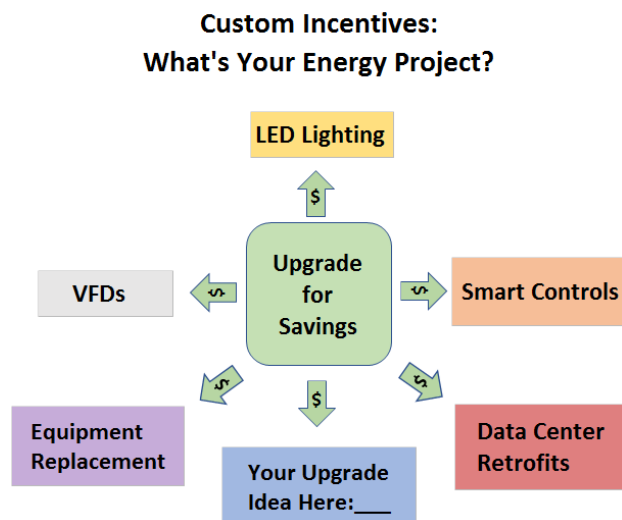 Custom Incentives:
What's Your Energy Project?
LED Lighting
$
Upgrade
for
Savings
VFDs
$
$
Smart Controls
$
$
$
Equipment
Replacement
Your Upgrade
Idea Here:___
Data Center
Retrofits